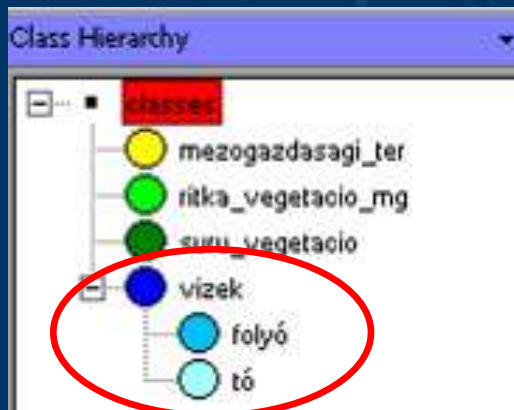 Class Hierarchy
classes
mezogazdasagi_ter
ritka_vegetacio_mg
suru_vegetacio
vizek
folyó
tó